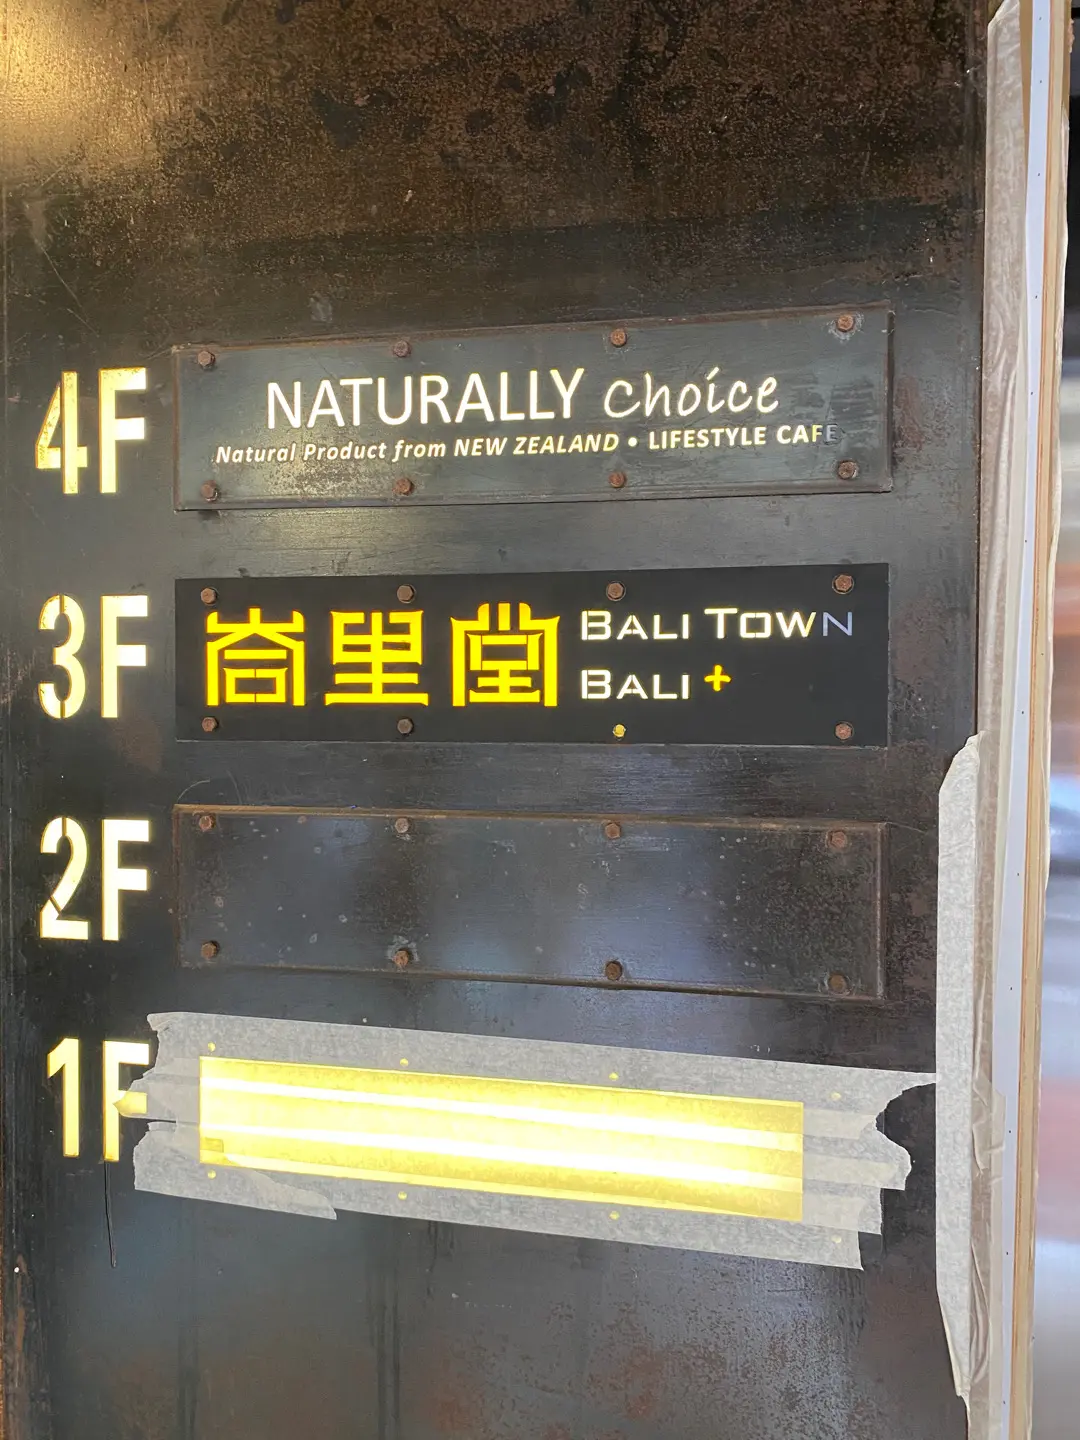 4F
NATURALLY choice
Natural Product from NEW ZEALAND • LIFESTYLE CAFE
3F
峇里堂
BALI TOWN
BALI +
2F
1F